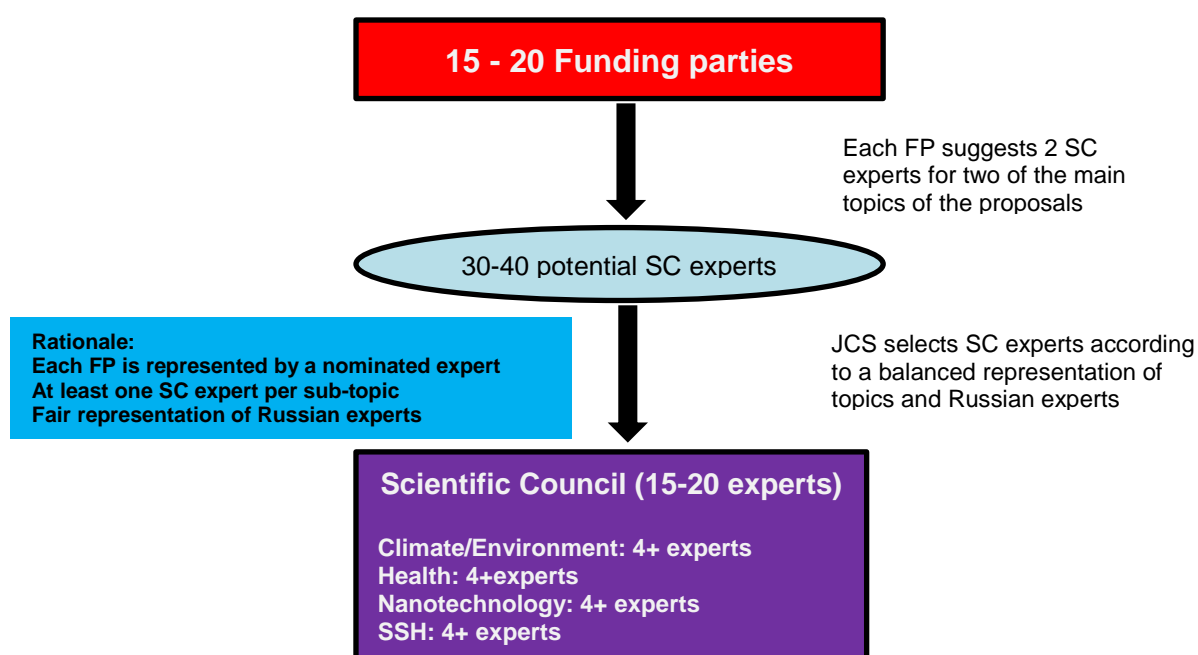 15 - 20 Funding parties
Each FP suggests 2 SC
experts for two of the main
topics of the proposals
30-40 potential SC experts
Rationale:
Each FP is represented by a nominated expert
At least one SC expert per sub-topic
Fair representation of Russian experts
JCS selects SC experts according
to a balanced representation of
topics and Russian experts
Scientific Council (15-20 experts)
Climate/Environment: 4+ experts
Health: 4+experts
Nanotechnology: 4+ experts
SSH: 4+ experts